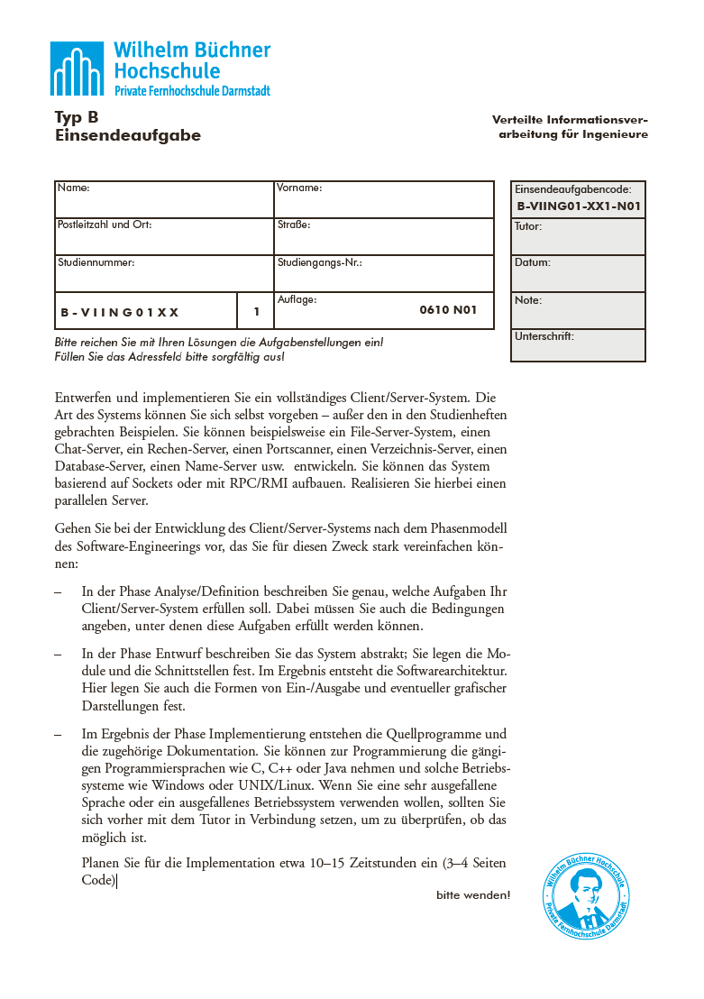 Wilhelm Büchner
Hochschule
Private Fernhochschule Darmstadt
Typ B
Einsendeaufgabe
Verteilte Informationsver-
arbeitung für Ingenieure
Name:
Vorname:
Postleitzahl und Ort:
Straße:
Studiennummer:
Studiengangs-Nr.:
B-VIING01XX
1
Auflage:
0610 N01
Einsendeaufgabencode:
B-VIING01-XX1-N01
Tutor:
Datum:
Note:
Unterschrift:
Bitte reichen Sie mit Ihren Lösungen die Aufgabenstellungen ein!
Füllen Sie das Adressfeld bitte sorgfältig aus!
Entwerfen und implementieren Sie ein vollständiges Client/Server-System. Die
Art des Systems können Sie sich selbst vorgeben – außer den in den Studienheften
gebrachten Beispielen. Sie können beispielsweise ein File-Server-System, einen
Chat-Server, ein Rechen-Server, einen Portscanner, einen Verzeichnis-Server, einen
Database-Server, einen Name-Server usw. entwickeln. Sie können das System
basierend auf Sockets oder mit RPC/RMI aufbauen. Realisieren Sie hierbei einen
parallelen Server.
Gehen Sie bei der Entwicklung des Client/Server-Systems nach dem Phasenmodell
des Software-Engineerings vor, das Sie für diesen Zweck stark vereinfachen kön-
nen:
– In der Phase Analyse/Definition beschreiben Sie genau, welche Aufgaben Ihr
Client/Server-System erfüllen soll. Dabei müssen Sie auch die Bedingungen
angeben, unter denen diese Aufgaben erfüllt werden können.
– In der Phase Entwurf beschreiben Sie das System abstrakt; Sie legen die Mo-
dule und die Schnittstellen fest. Im Ergebnis entsteht die Softwarearchitektur.
Hier legen Sie auch die Formen von Ein-/Ausgabe und eventueller grafischer
Darstellungen fest.
– Im Ergebnis der Phase Implementierung entstehen die Quellprogramme und
die zugehörige Dokumentation. Sie können zur Programmierung die gängi-
gen Programmiersprachen wie C, C++ oder Java nehmen und solche Betriebs-
systeme wie Windows oder UNIX/Linux. Wenn Sie eine sehr ausgefallene
Sprache oder ein ausgefallenes Betriebssystem verwenden wollen, sollten Sie
sich vorher mit dem Tutor in Verbindung setzen, um zu überprüfen, ob das
möglich ist.
Planen Sie für die Implementation etwa 10–15 Zeitstunden ein (3–4 Seiten
Code)
bitte wenden!
Wilhelm Büchner Hochschule
Private Fernhochschule Darmstadt